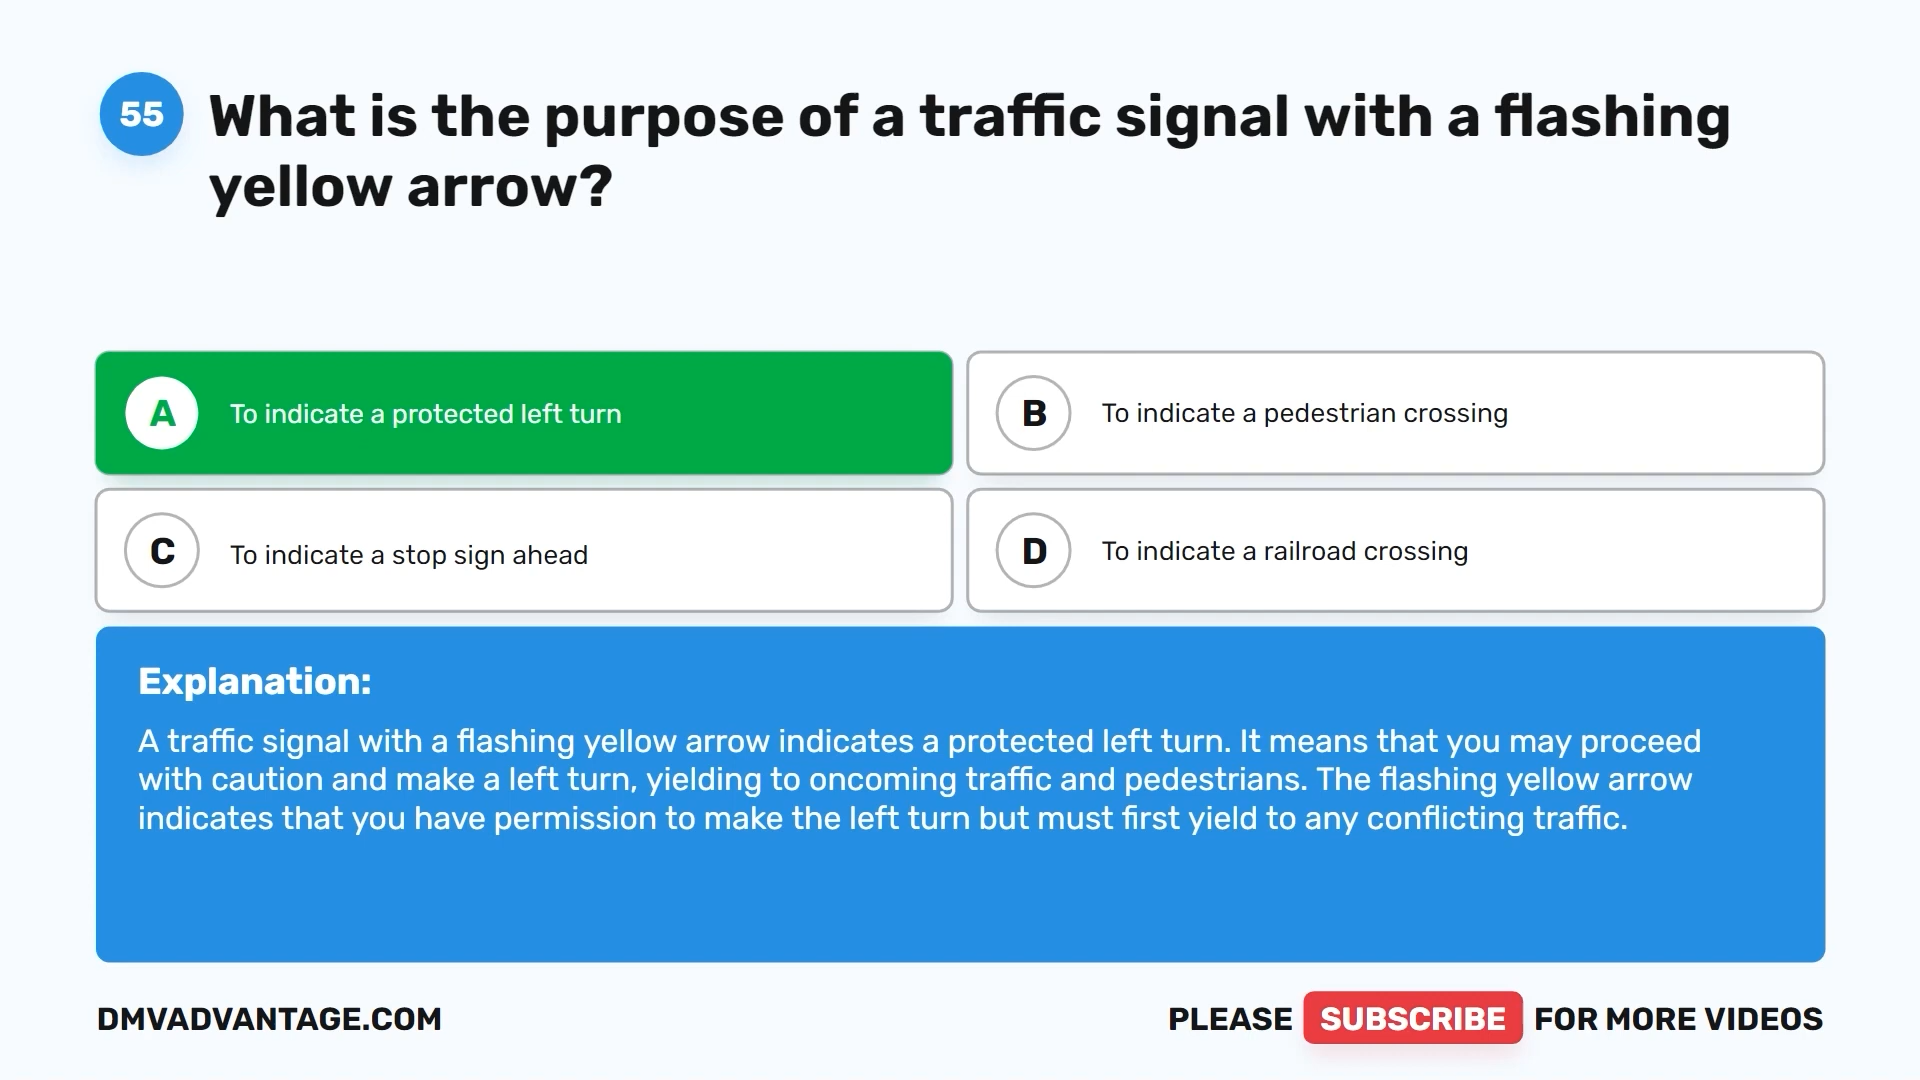 55
What is the purpose of a traffic signal with a flashing
yellow arrow?
A To indicate a protected left turn
B To indicate a pedestrian crossing
C To indicate a stop sign ahead
D To indicate a railroad crossing
Explanation:
A traffic signal with a flashing yellow arrow indicates a protected left turn. It means that you may proceed
with caution and make a left turn, yielding to oncoming traffic and pedestrians. The flashing yellow arrow
indicates that you have permission to make the left turn but must first yield to any conflicting traffic.
DMVADVANTAGE.COM
PLEASE SUBSCRIBE FOR MORE VIDEOS